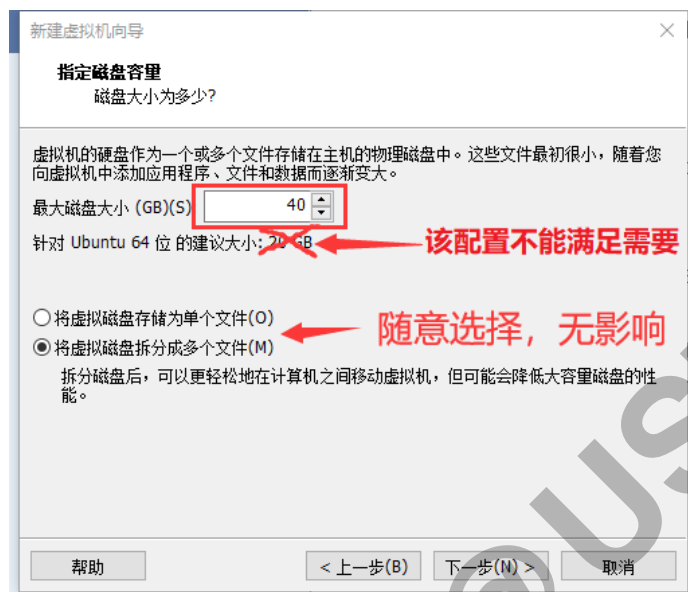 新建虚拟机向导
指定磁盘容量
磁盘大小为多少?
虚拟机的硬盘作为一个或多个文件存储在主机的物理磁盘中。这些文件最初很小，随着您
向虚拟机中添加应用程序、文件和数据而逐渐变大。
最大磁盘大小 (GB)(S) 40
针对 Ubuntu 64 位 的建议大小: 20 GB 该配置不能满足需要
将虚拟磁盘存储为单个文件(O)
随意选择，无影响
将虚拟磁盘拆分成多个文件(M)
拆分磁盘后，可以更轻松地在计算机之间移动虚拟机，但可能会降低大容量磁盘的性
能。
帮助 < 上一步(B) 下一步(N) > 取消
@US